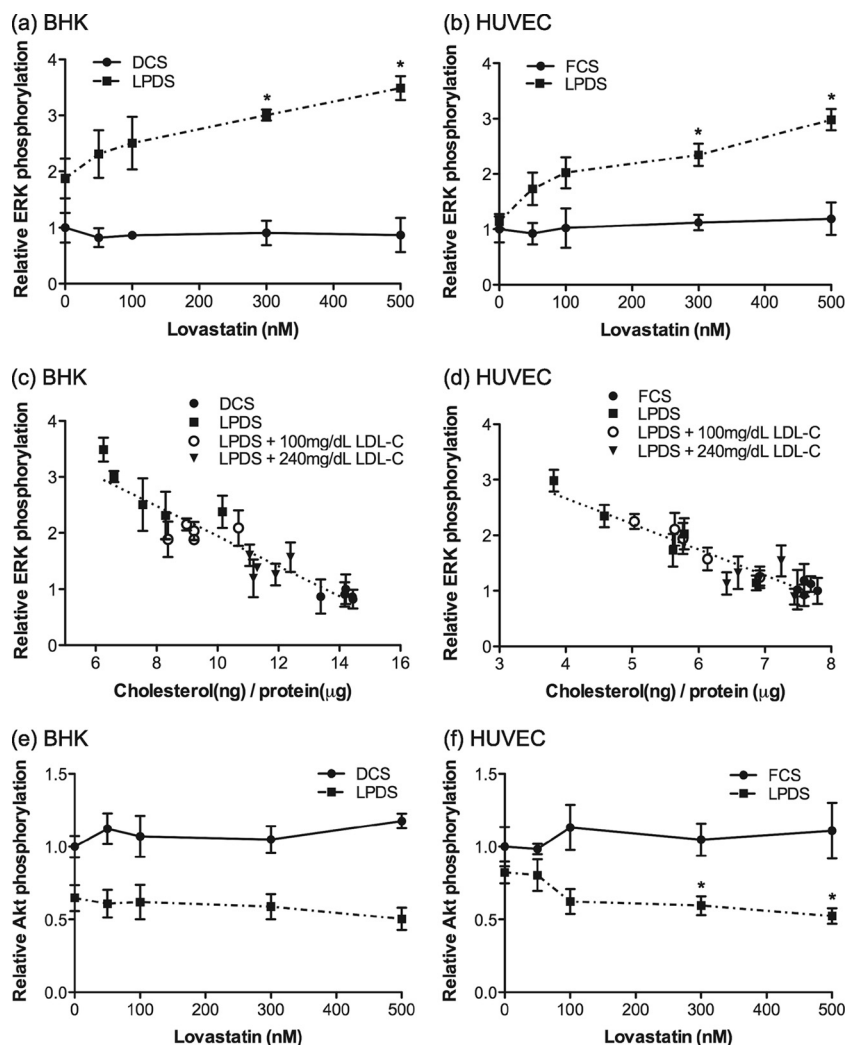 (a) BHK
Relative ERK phosphorylation
DCS
LPDS
*
*
4
3
2
1
0
0
100
200
300
400
500
Lovastatin (nM)
(b) HUVEC
Relative ERK phosphorylation
FCS
LPDS
*
*
4
3
2
1
0
0
100
200
300
400
500
Lovastatin (nM)
(c) BHK
Relative ERK phosphorylation
DCS
LPDS
LPDS + 100mg/dL LDL-C
LPDS + 240mg/dL LDL-C
4
3
2
1
0
6
8
10
12
14
16
Cholesterol(ng) / protein(μg)
(d) HUVEC
Relative ERK phosphorylation
FCS
LPDS
LPDS + 100mg/dL LDL-C
LPDS + 240mg/dL LDL-C
4
3
2
1
0
3
4
5
6
7
8
Cholesterol(ng) / protein (μg)
(e) BHK
Relative Akt phosphorylation
DCS
LPDS
1.5
1.0
0.5
0.0
0
100
200
300
400
500
Lovastatin (nM)
(f) HUVEC
Relative Akt phosphorylation
FCS
LPDS
*
*
1.5
1.0
0.5
0.0
0
100
200
300
400
500
Lovastatin (nM)